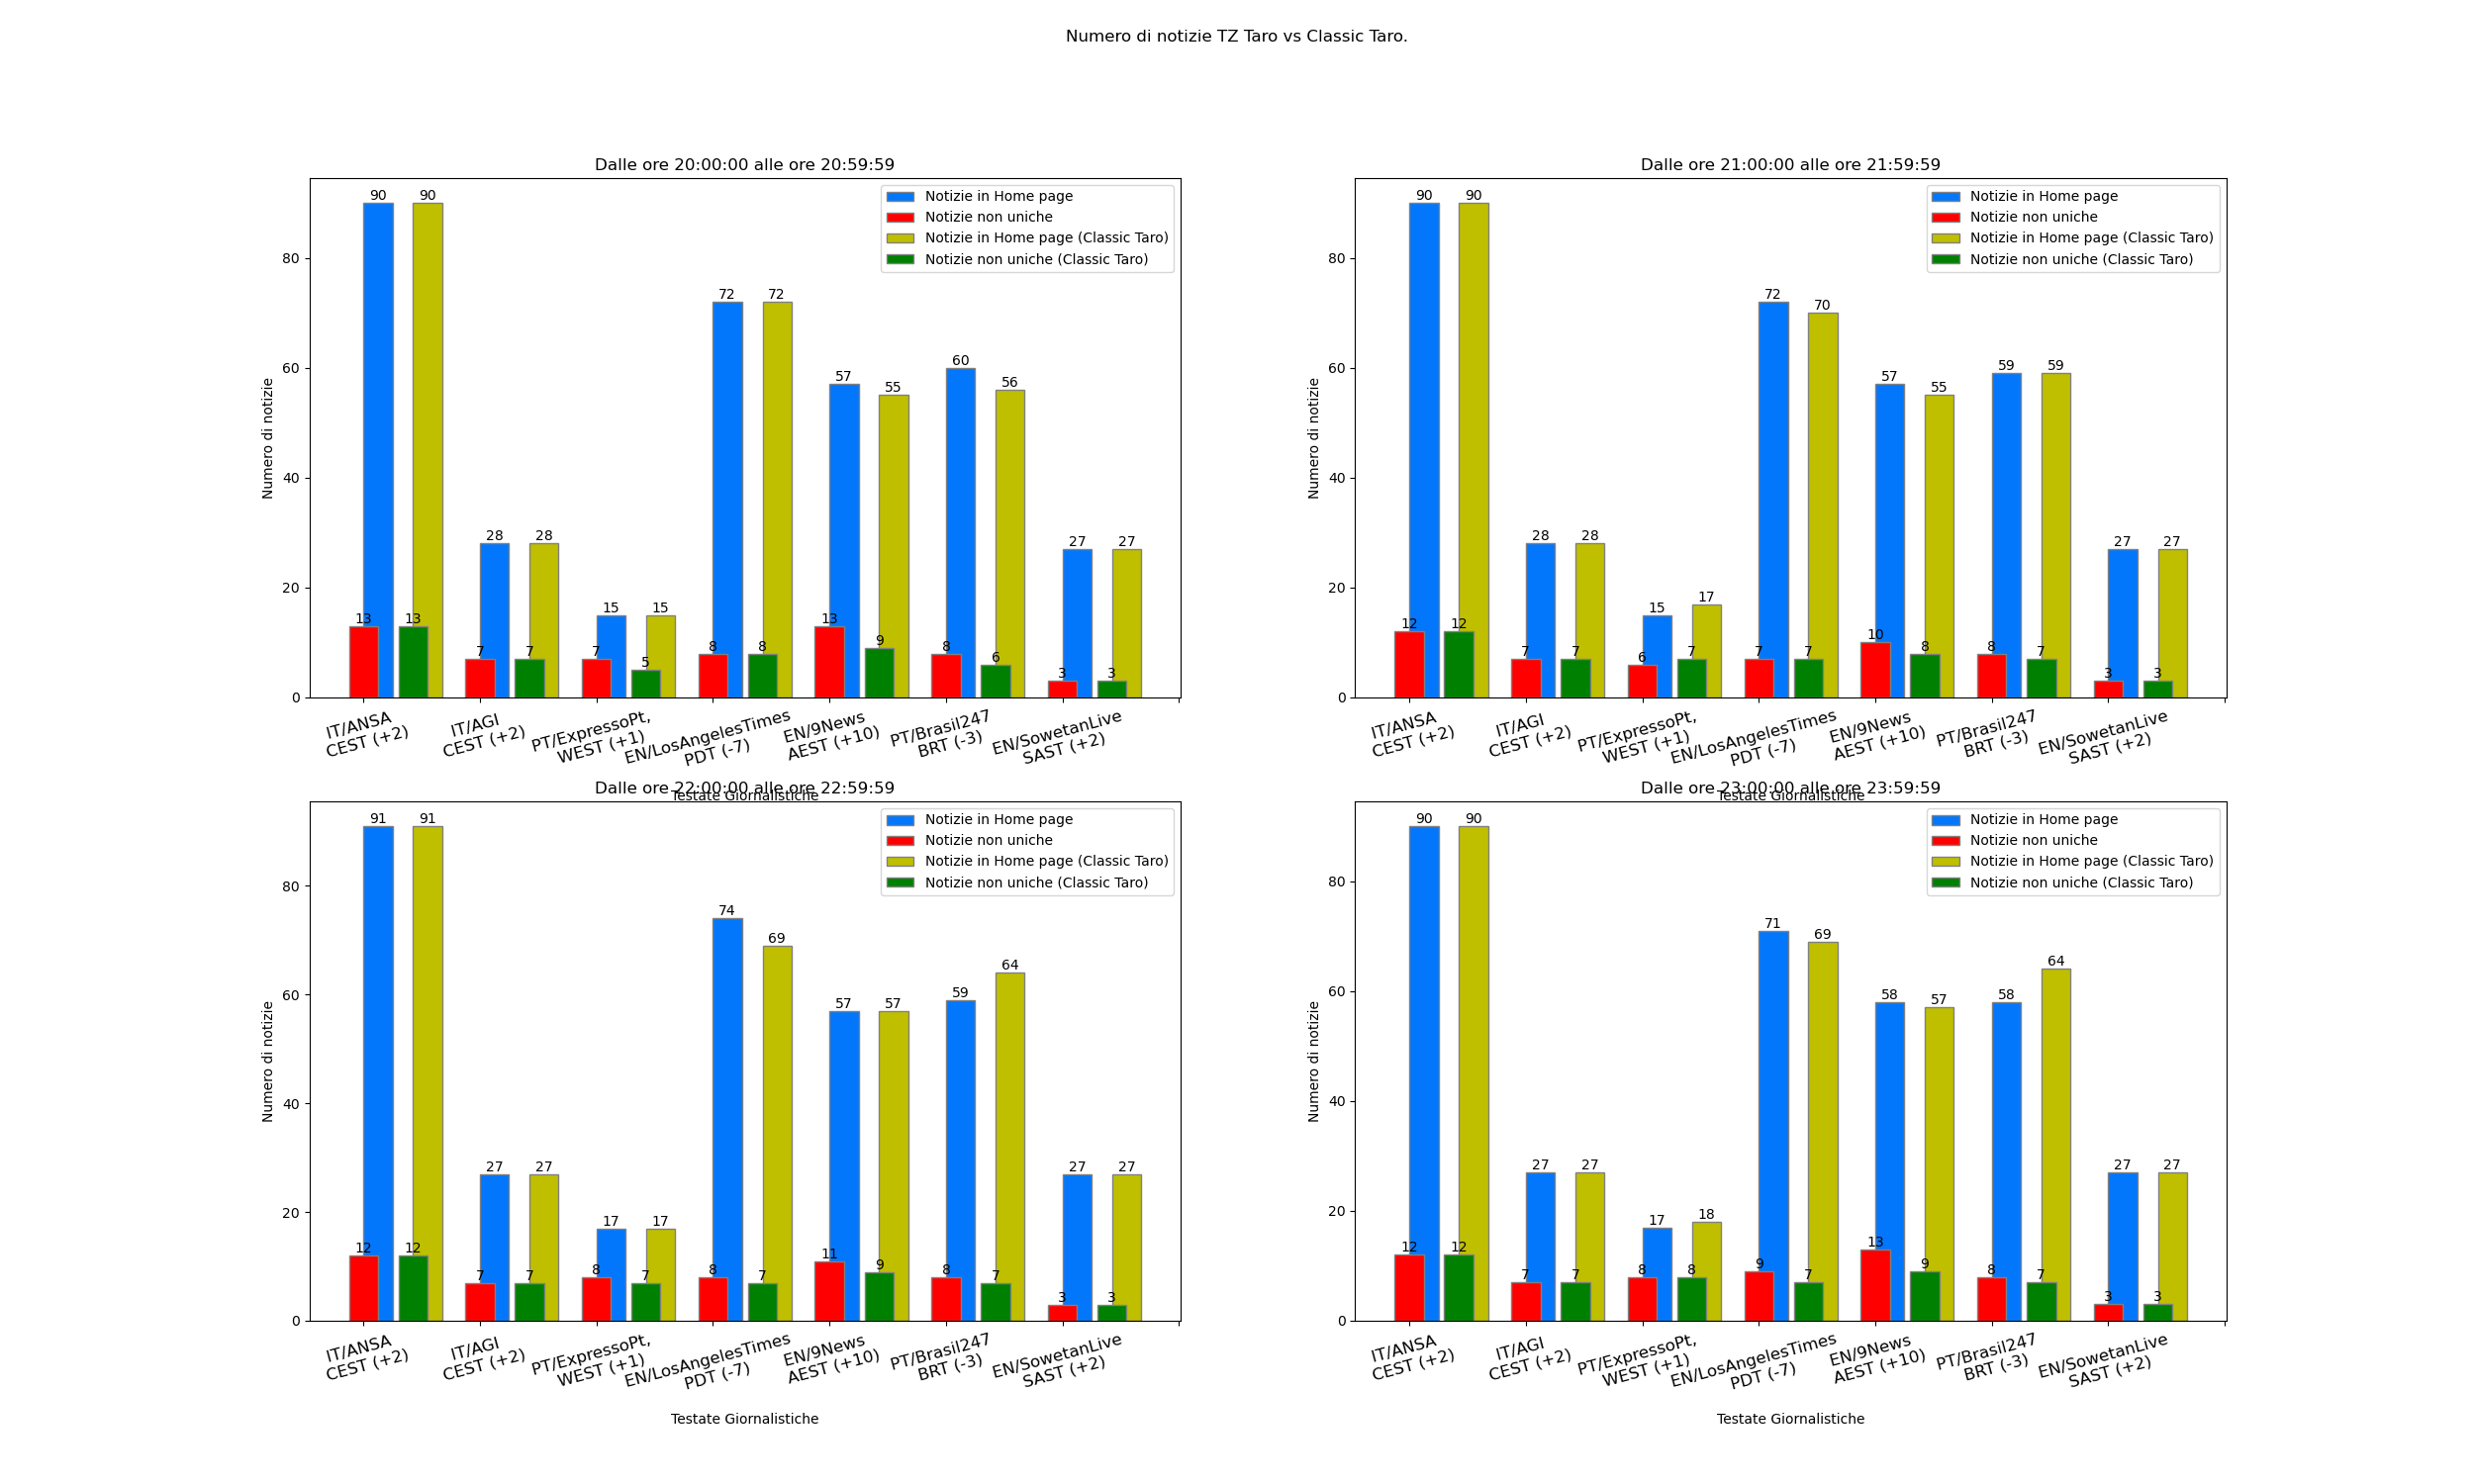 Numero di notizie TZ Taro vs Classic Taro.
Dalle ore 20:00:00 alle ore 20:59:59
Notizie in Home page
Notizie non uniche
Notizie in Home page (Classic Taro)
Notizie non uniche (Classic Taro)
Numero di notizie
80
60
40
20
0
90 90
28 28
15 15
72 72
57 55
60 56
27 27
13 13
7 7
7 5
8 8
13 9
8 6
3 3
IT/ANSA
CEST (+2)
IT/AGI
CEST (+2)
PT/ExpressoPt,
WEST (+1)
EN/LosAngelesTimes
PDT (-7)
EN/9News
AEST (+10)
PT/Brasil247
BRT (-3)
EN/SowetanLive
SAST (+2)
Testate Giornalistiche
Dalle ore 21:00:00 alle ore 21:59:59
Notizie in Home page
Notizie non uniche
Notizie in Home page (Classic Taro)
Notizie non uniche (Classic Taro)
Numero di notizie
80
60
40
20
0
90 90
28 28
15 17
72 70
57 55
59 59
27 27
12 12
7 7
6 7
7 7
10 8
8 7
3 3
IT/ANSA
CEST (+2)
IT/AGI
CEST (+2)
PT/ExpressoPt,
WEST (+1)
EN/LosAngelesTimes
PDT (-7)
EN/9News
AEST (+10)
PT/Brasil247
BRT (-3)
EN/SowetanLive
SAST (+2)
Testate Giornalistiche
Dalle ore 22:00:00 alle ore 22:59:59
Notizie in Home page
Notizie non uniche
Notizie in Home page (Classic Taro)
Notizie non uniche (Classic Taro)
Numero di notizie
80
60
40
20
0
91 91
27 27
17 17
74 69
57 57
59 64
27 27
12 12
7 7
8 7
8 7
11 9
8 7
3 3
IT/ANSA
CEST (+2)
IT/AGI
CEST (+2)
PT/ExpressoPt,
WEST (+1)
EN/LosAngelesTimes
PDT (-7)
EN/9News
AEST (+10)
PT/Brasil247
BRT (-3)
EN/SowetanLive
SAST (+2)
Testate Giornalistiche
Dalle ore 23:00:00 alle ore 23:59:59
Notizie in Home page
Notizie non uniche
Notizie in Home page (Classic Taro)
Notizie non uniche (Classic Taro)
Numero di notizie
80
60
40
20
0
90 90
27 27
17 18
71 69
58 57
58 64
27 27
12 12
7 7
8 8
9 7
13 9
8 7
3 3
IT/ANSA
CEST (+2)
IT/AGI
CEST (+2)
PT/ExpressoPt,
WEST (+1)
EN/LosAngelesTimes
PDT (-7)
EN/9News
AEST (+10)
PT/Brasil247
BRT (-3)
EN/SowetanLive
SAST (+2)
Testate Giornalistiche